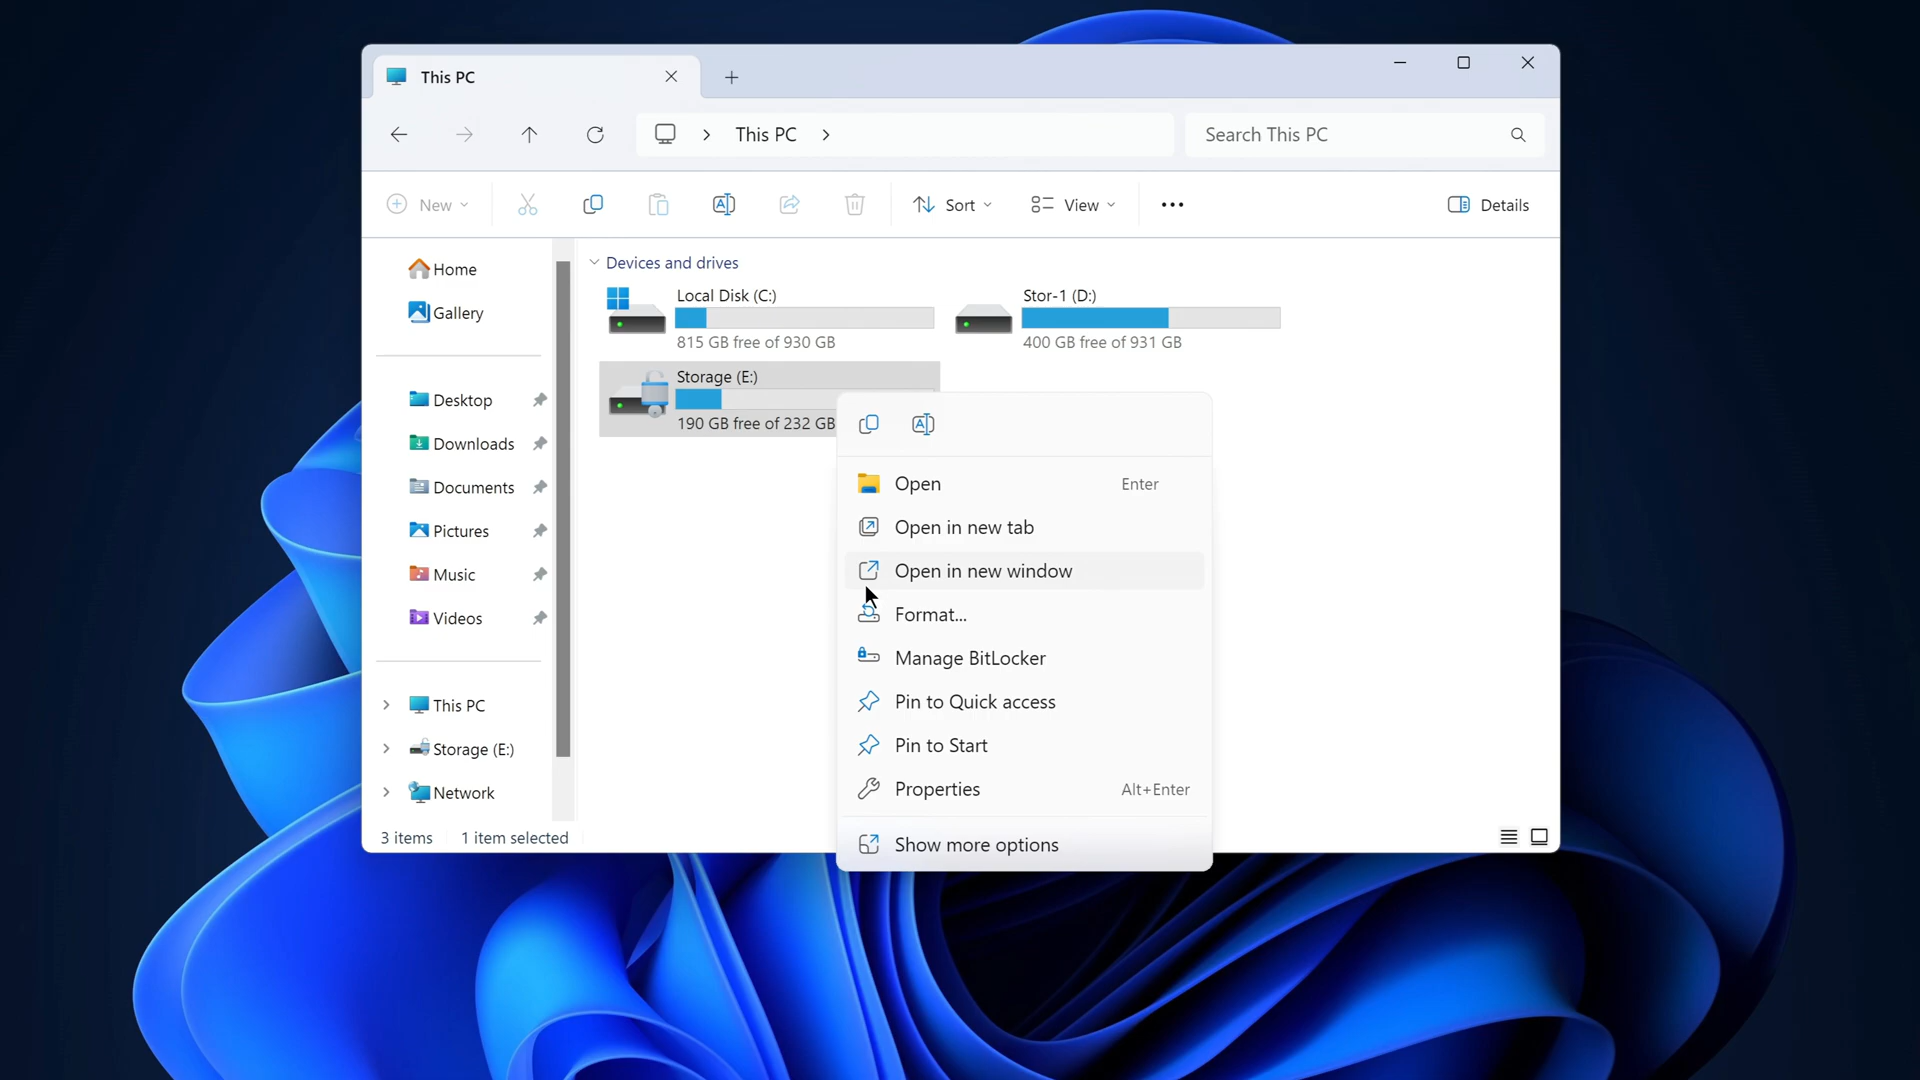 This PC
This PC
Search This PC
New
Sort
View
Details
Home
Gallery
Desktop
Downloads
Documents
Pictures
Music
Videos
This PC
Storage (E:)
Network
Devices and drives
Local Disk (C:)
815 GB free of 930 GB
Stor-1 (D:)
400 GB free of 931 GB
Storage (E:)
190 GB free of 232 GB
Open Enter
Open in new tab
Open in new window
Format...
Manage BitLocker
Pin to Quick access
Pin to Start
Properties Alt+Enter
Show more options
3 items 1 item selected